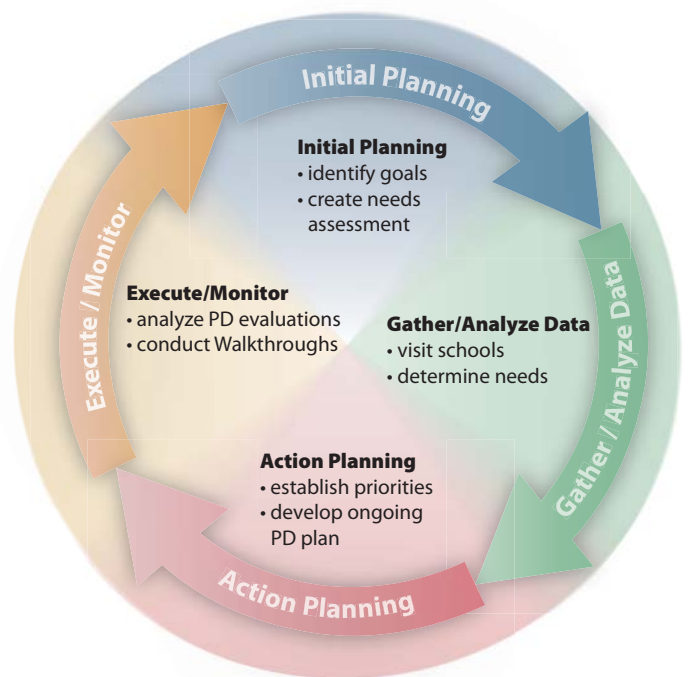 Initial Planning
Initial Planning
• identify goals
• create needs
assessment
Gather / Analyze Data
Gather/Analyze Data
• visit schools
• determine needs
Action Planning
• establish priorities
• develop ongoing
PD plan
Action Planning
Execute / Monitor
Execute/Monitor
• analyze PD evaluations
• conduct Walkthroughs